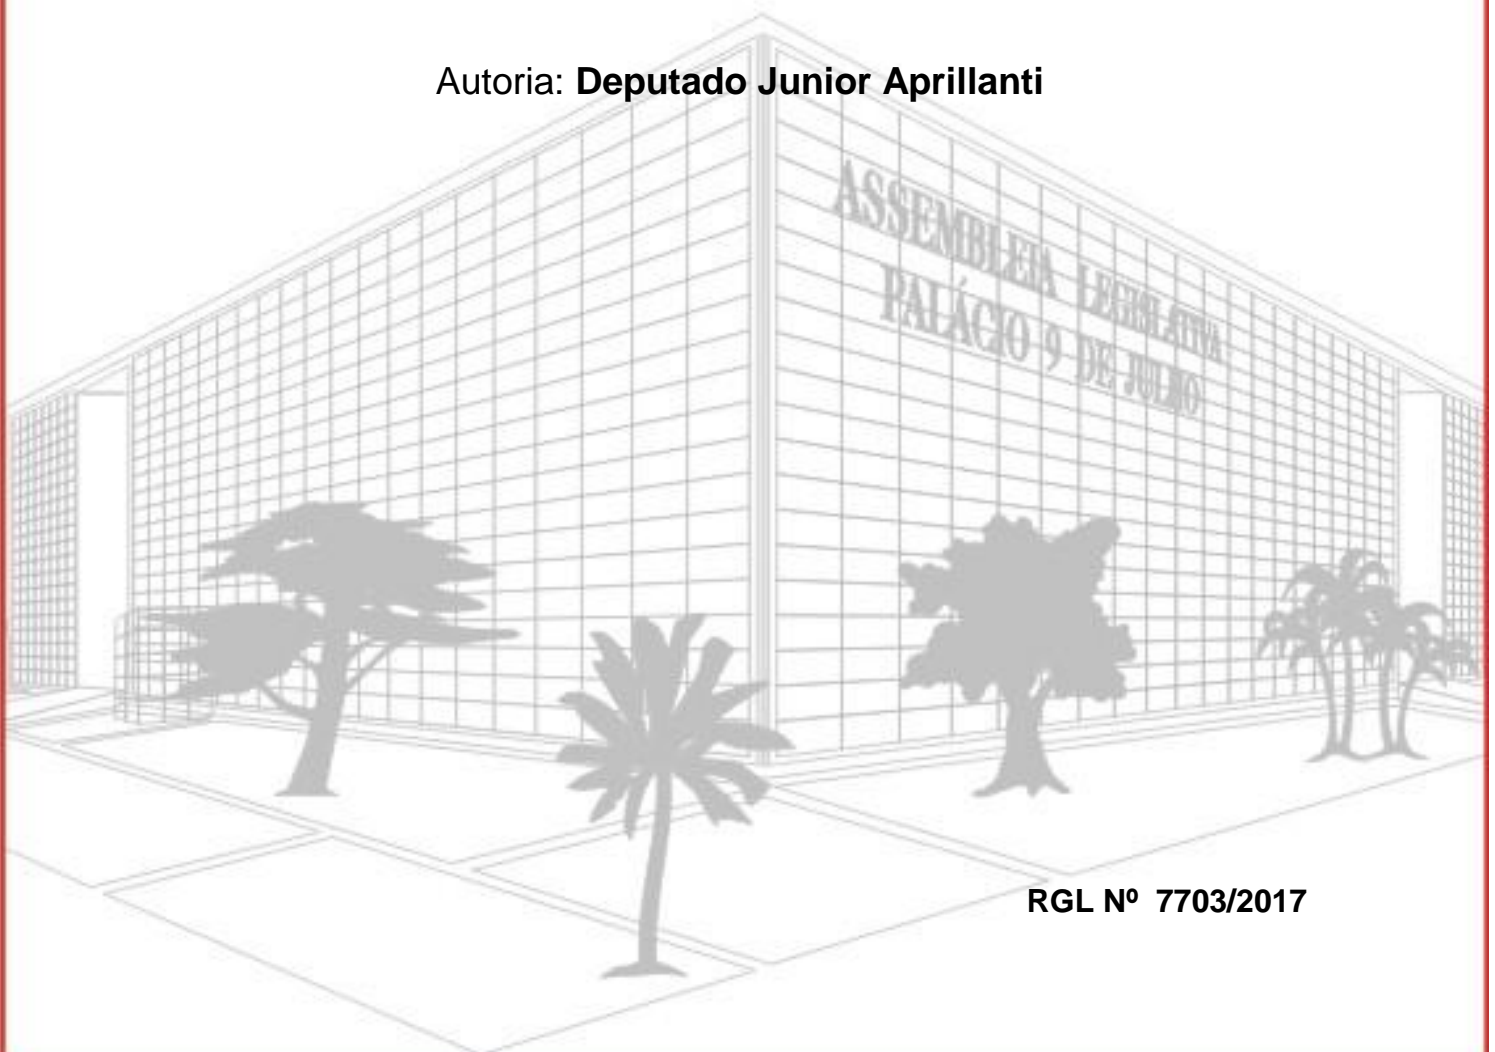 Autoria: Deputado Junior Aprillanti
ASSEMBLEIA LEGISLATIVA
PALÁCIO 9 DE JULHO
RGL Nº 7703/2017